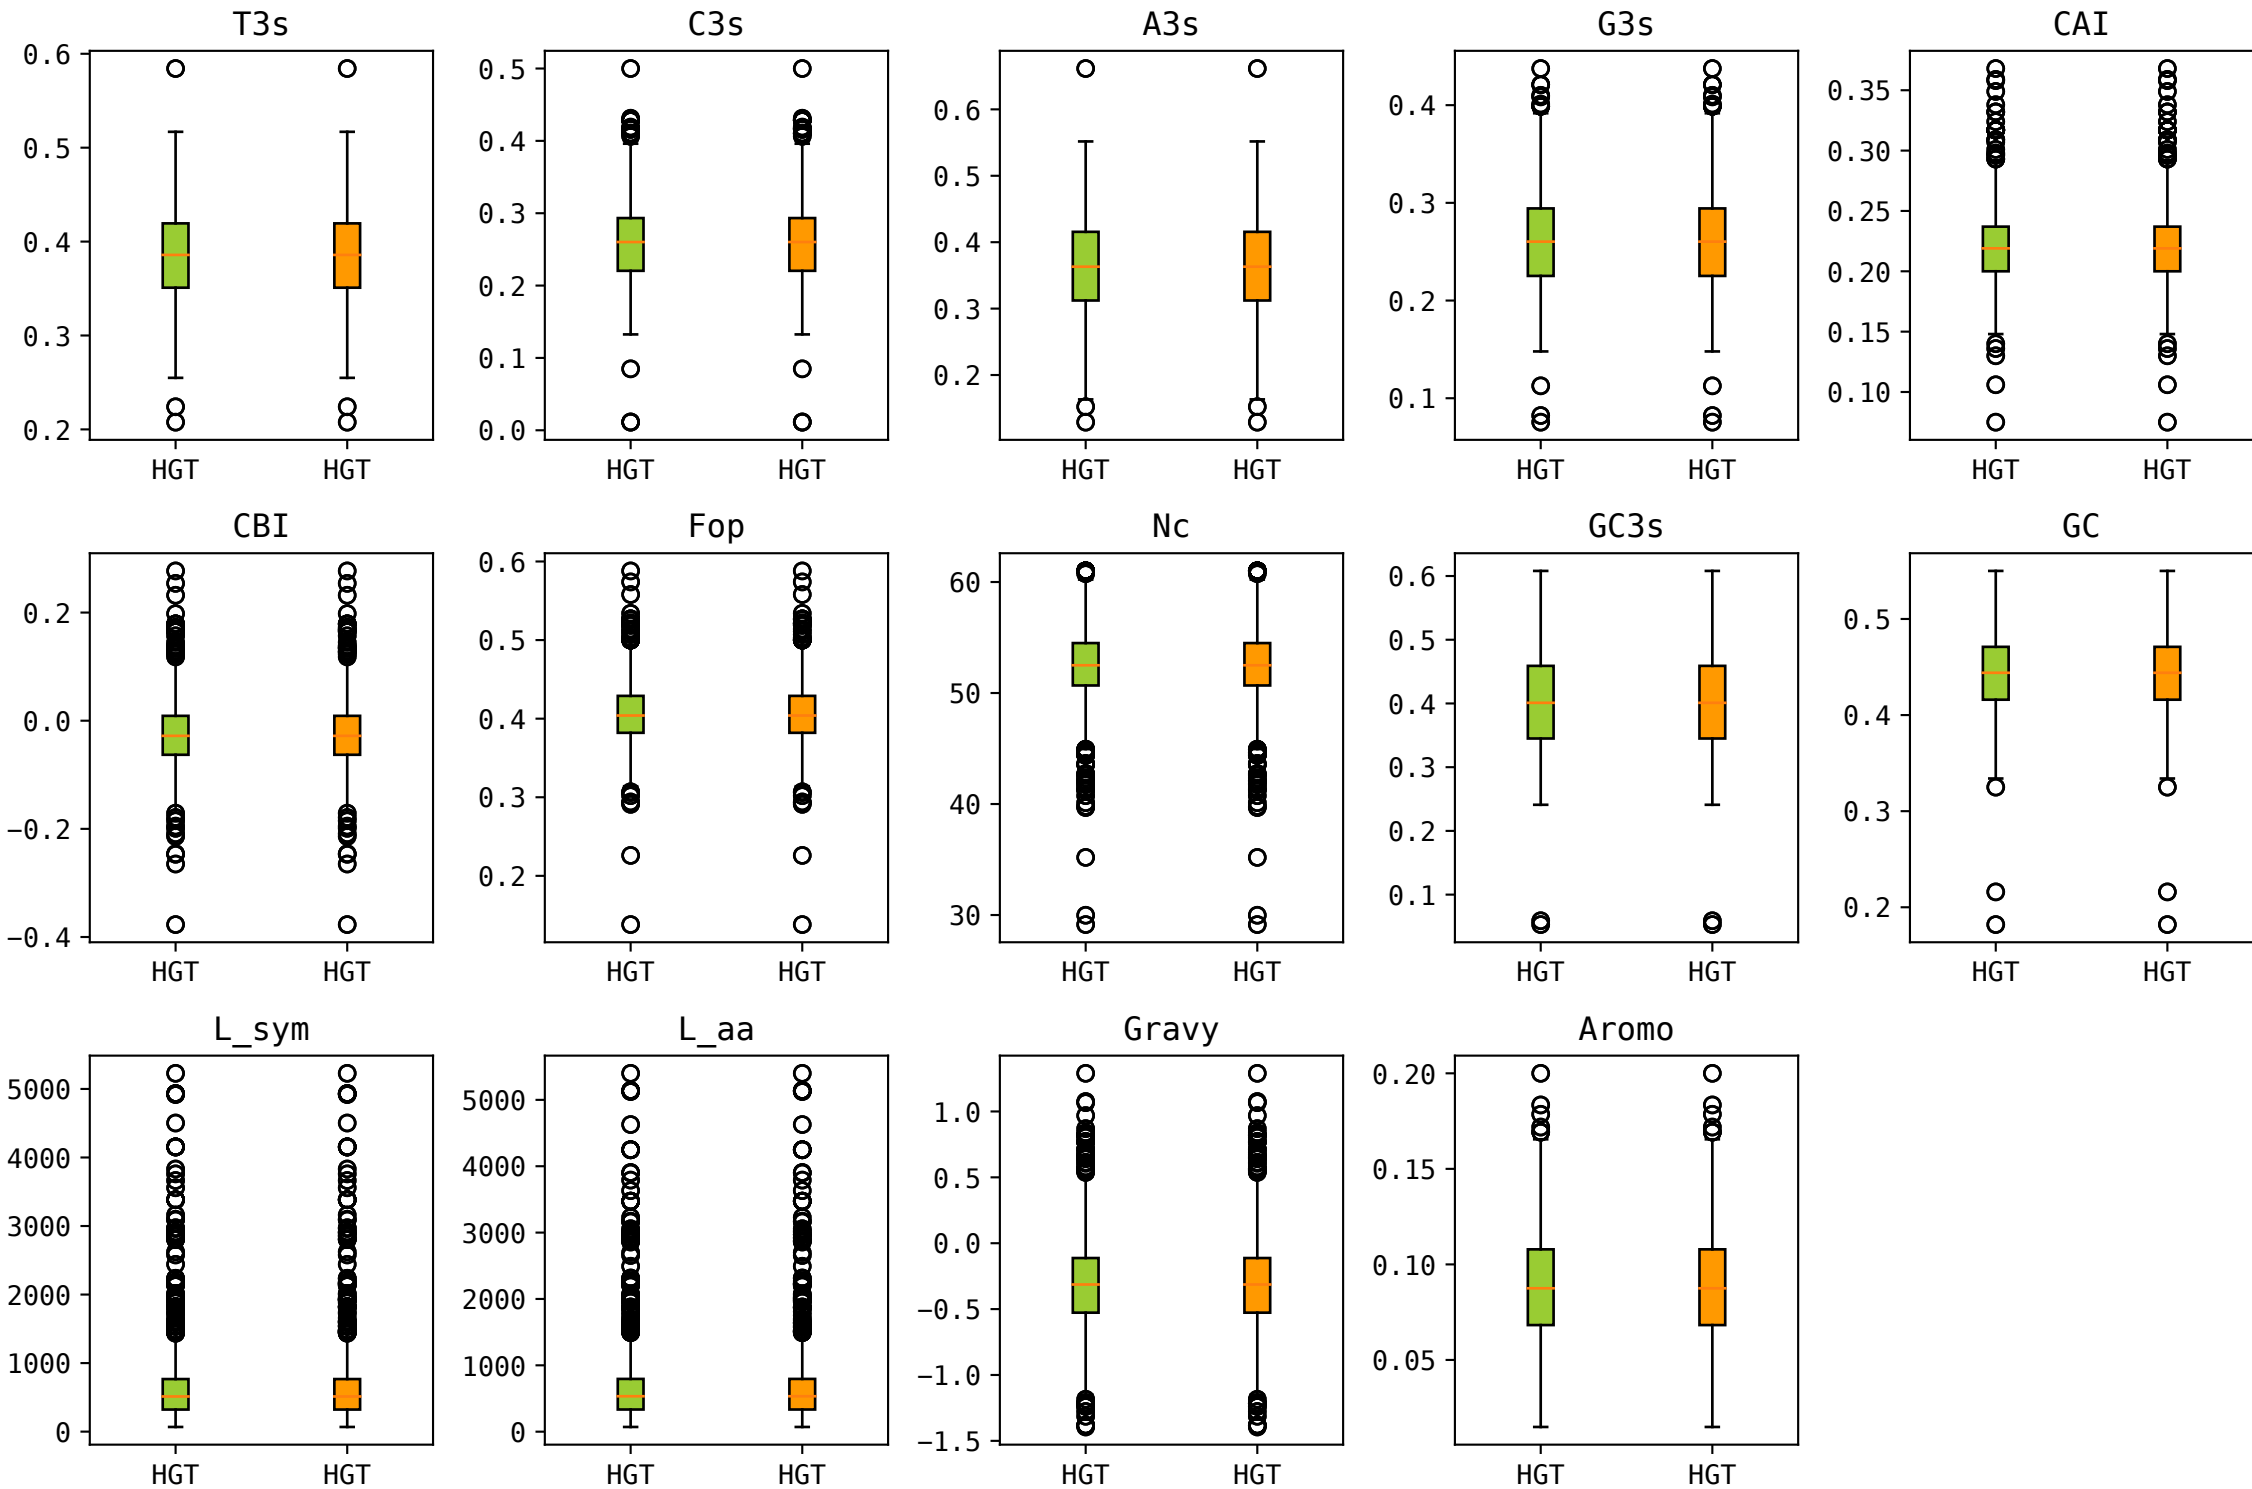 T3s
C3s
A3s
G3s
CAI
0.6
0.5
0.4
0.3
0.2
HGT
HGT
0.5
0.4
0.3
0.2
0.1
0.0
HGT
HGT
0.6
0.5
0.4
0.3
0.2
HGT
HGT
0.4
0.3
0.2
0.1
HGT
HGT
0.35
0.30
0.25
0.20
0.15
0.10
HGT
HGT
CBI
Fop
Nc
GC3s
GC
0.2
0.0
−0.2
−0.4
HGT
HGT
0.6
0.5
0.4
0.3
0.2
HGT
HGT
60
50
40
30
HGT
HGT
0.6
0.5
0.4
0.3
0.2
0.1
HGT
HGT
0.5
0.4
0.3
0.2
HGT
HGT
L_sym
L_aa
Gravy
Aromo
5000
4000
3000
2000
1000
0
HGT
HGT
5000
4000
3000
2000
1000
0
HGT
HGT
1.0
0.5
0.0
−0.5
−1.0
−1.5
HGT
HGT
0.20
0.15
0.10
0.05
HGT
HGT